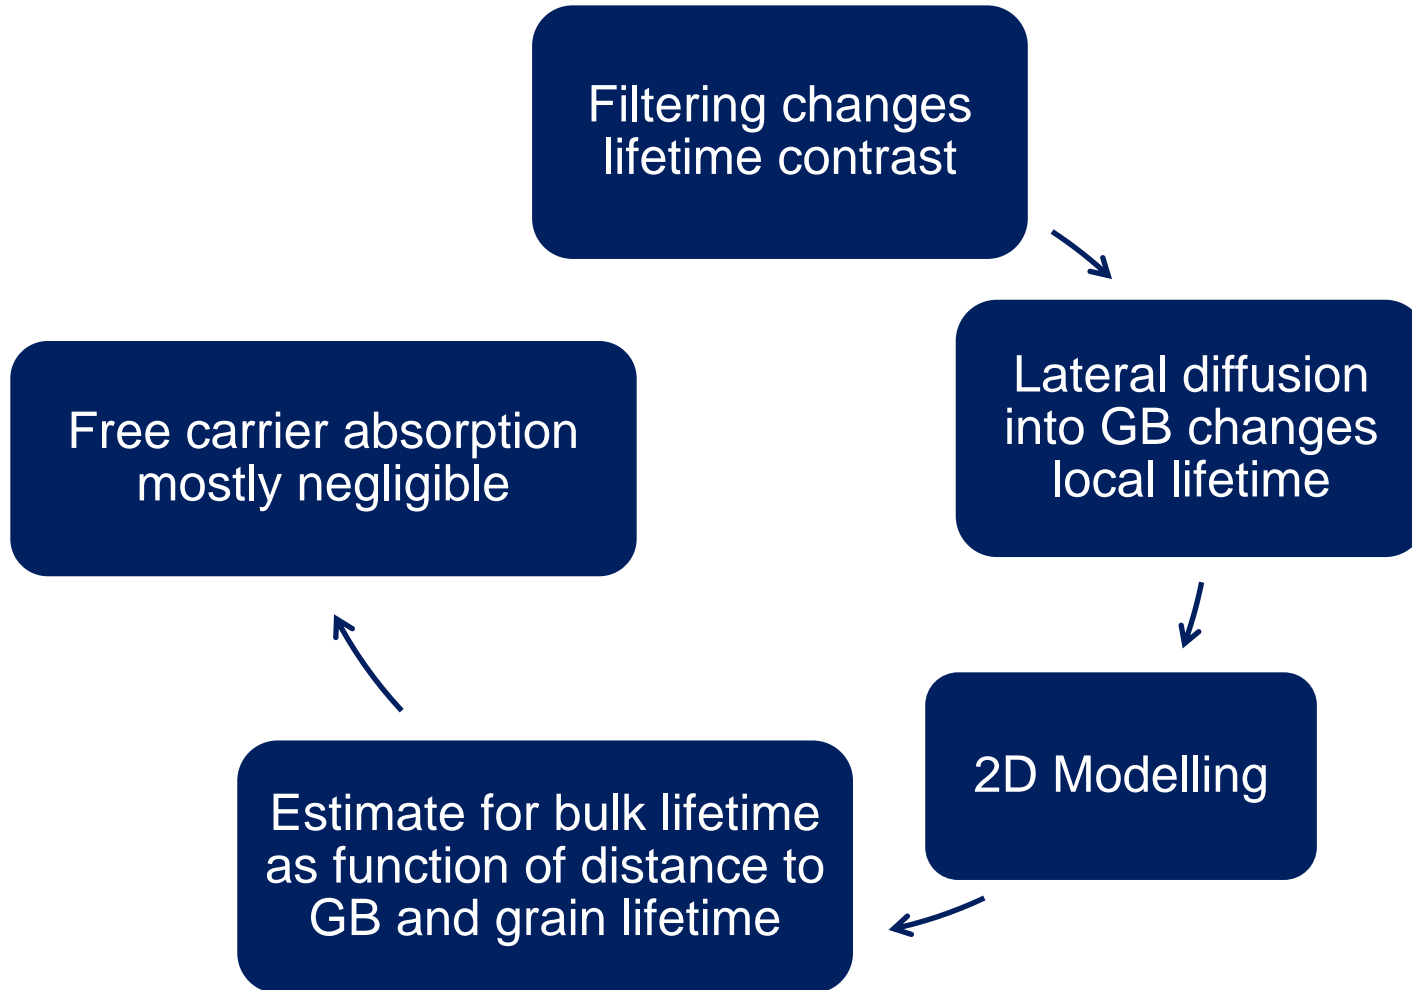 Filtering changes
lifetime contrast
Lateral diffusion
into GB changes
local lifetime
2D Modelling
Estimate for bulk lifetime
as function of distance to
GB and grain lifetime
Free carrier absorption
mostly negligible